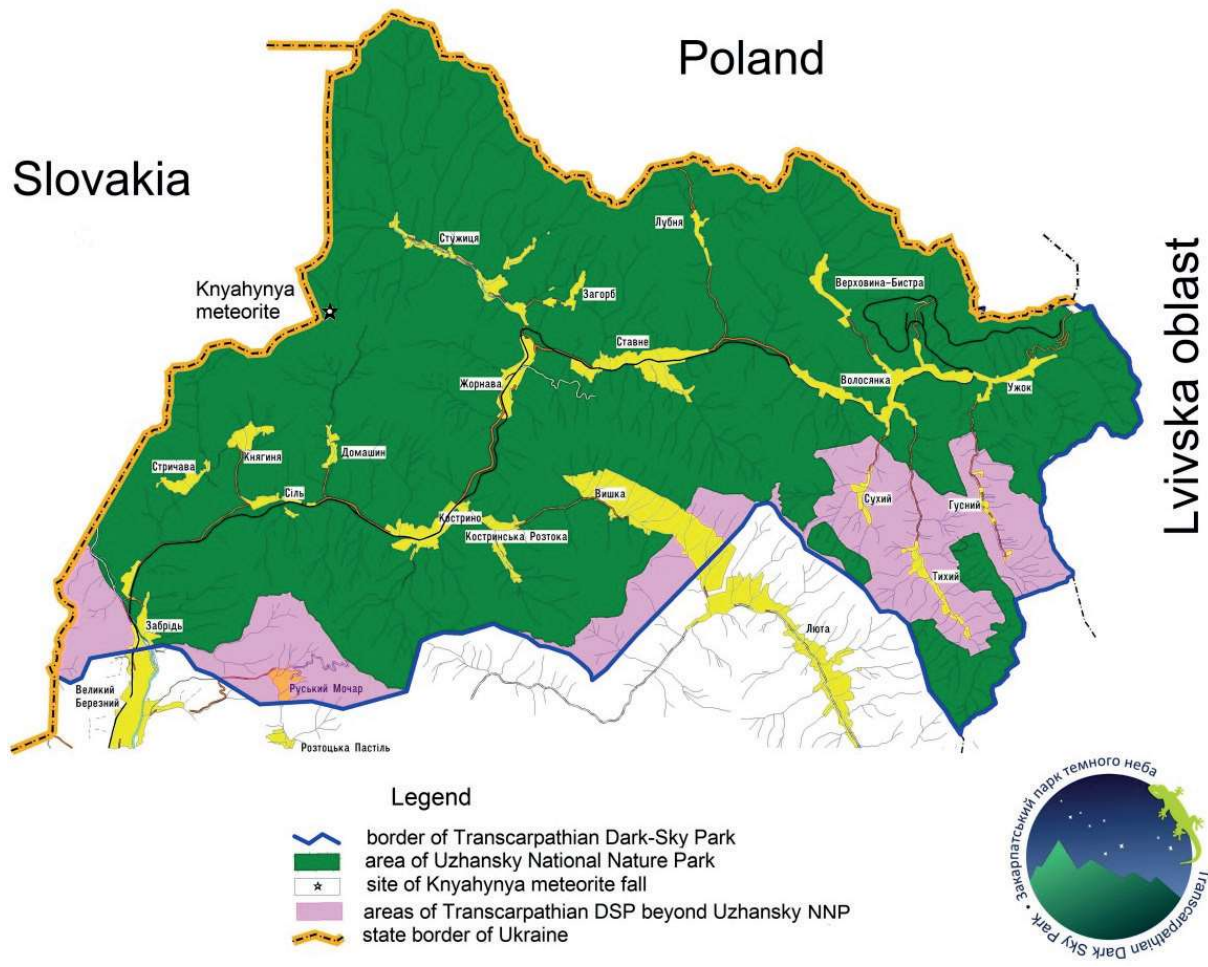 Poland
Slovakia
Lvivska oblast
Knyahynya
meteorite
Стужиця
Лубня
Загорб
Верховина-Бистра
Ставне
Жорнава
Волосянка
Ужок
Стричава
Княгиня
Домашин
Сіль
Кострино
Костринська Розтока
Вишка
Сухий
Гусний
Тихий
Забрідь
Люта
Великий
Березний
Руський Мочар
Розтоцька Пастіль
Legend
border of Transcarpathian Dark-Sky Park
area of Uzhansky National Nature Park
site of Knyahynya meteorite fall
areas of Transcarpathian DSP beyond Uzhansky NNP
state border of Ukraine
Закарпатський парк темного неба
Transcarpathian Dark Sky Park •